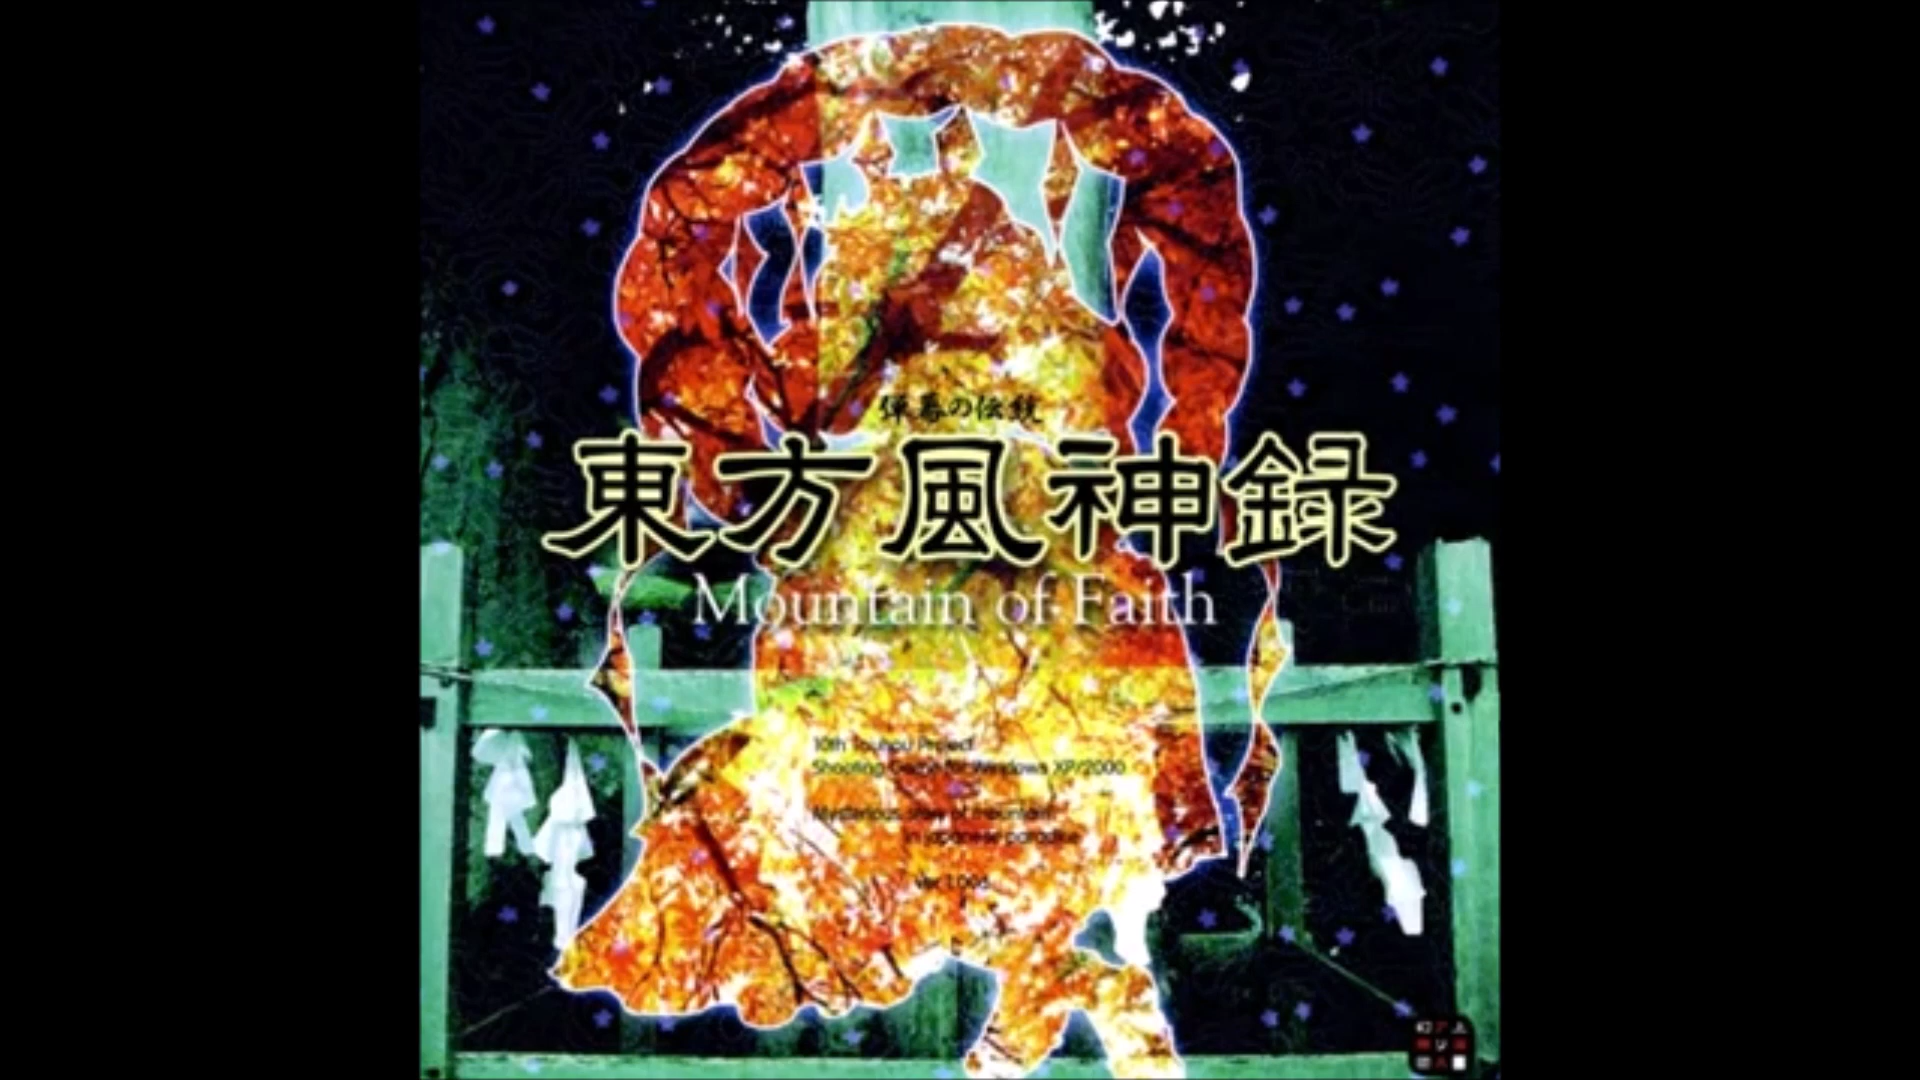 弾幕の伝説
東方風神録
Mountain of Faith
10th Touhou Project
Shooting Game for Windows XP/2000
Mysterious story of mountain
in japanese paradise